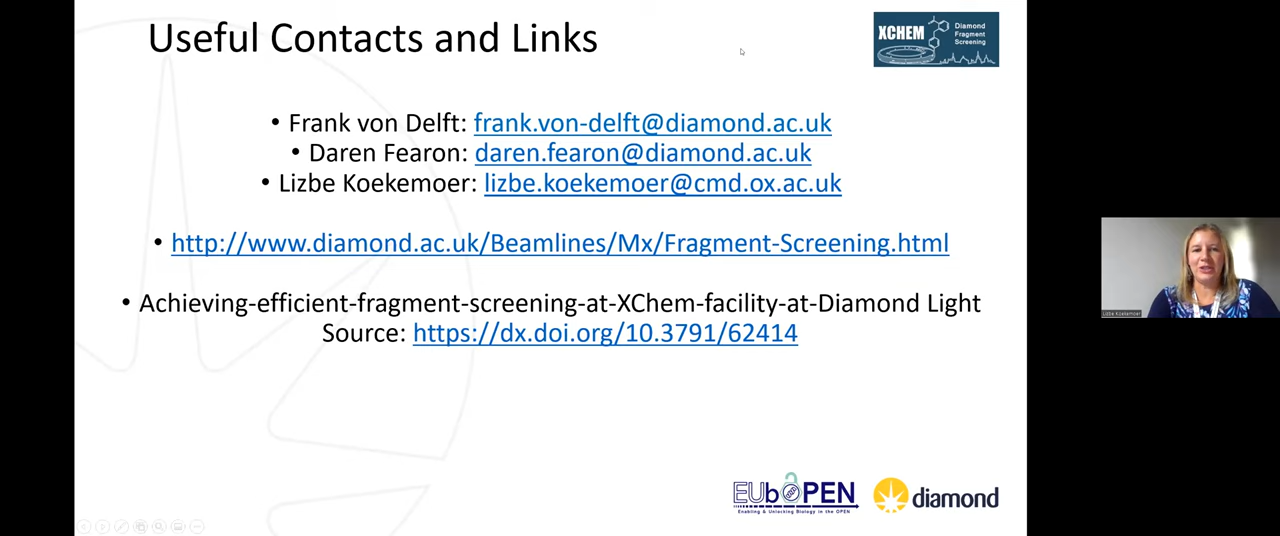 Useful Contacts and Links
XCHEM
Diamond
Fragment
Screening
• Frank von Delft: frank.von-delft@diamond.ac.uk
• Daren Fearon: daren.fearon@diamond.ac.uk
• Lizbe Koekemoer: lizbe.koekemoer@cmd.ox.ac.uk
• http://www.diamond.ac.uk/Beamlines/Mx/Fragment-Screening.html
• Achieving-efficient-fragment-screening-at-XChem-facility-at-Diamond Light
Source: https://dx.doi.org/10.3791/62414
Lizbe Koekemoer
EUbOPEN
Enabling & Unlocking Biology in the OPEN
diamond